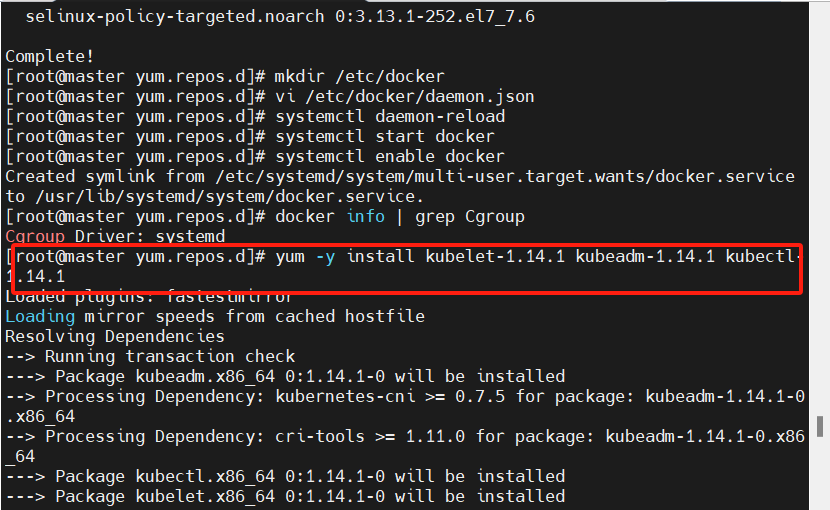 selinux-policy-targeted.noarch 0:3.13.1-252.el7_7.6
Complete!
[root@master yum.repos.d]# mkdir /etc/docker
[root@master yum.repos.d]# vi /etc/docker/daemon.json
[root@master yum.repos.d]# systemctl daemon-reload
[root@master yum.repos.d]# systemctl start docker
[root@master yum.repos.d]# systemctl enable docker
Created symlink from /etc/systemd/system/multi-user.target.wants/docker.service
to /usr/lib/systemd/system/docker.service.
[root@master yum.repos.d]# docker info | grep Cgroup
Cgroup Driver: systemd
[root@master yum.repos.d]# yum -y install kubelet-1.14.1 kubeadm-1.14.1 kubectl-
1.14.1
Loaded plugins: fastestmirror
Loading mirror speeds from cached hostfile
Resolving Dependencies
--> Running transaction check
---> Package kubeadm.x86_64 0:1.14.1-0 will be installed
--> Processing Dependency: kubernetes-cni >= 0.7.5 for package: kubeadm-1.14.1-0
.x86_64
--> Processing Dependency: cri-tools >= 1.11.0 for package: kubeadm-1.14.1-0.x86
_64
---> Package kubectl.x86_64 0:1.14.1-0 will be installed
---> Package kubelet.x86_64 0:1.14.1-0 will be installed